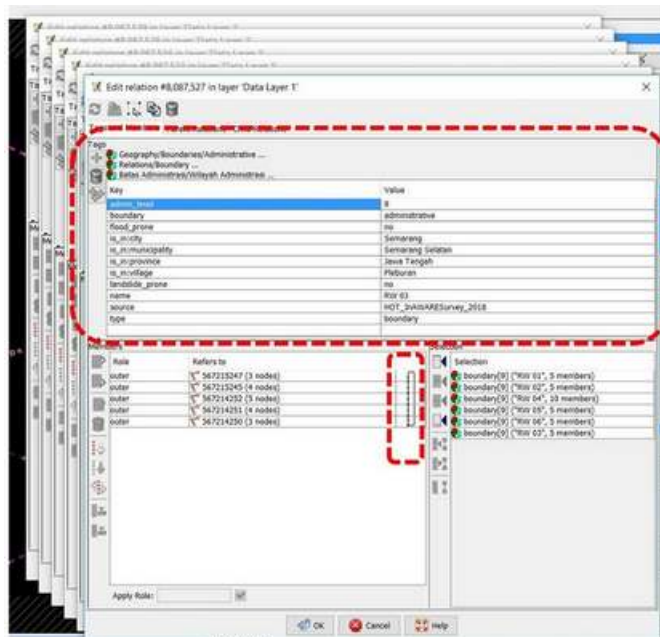 Edit relation #8,087,527 in layer 'Data Layer 1'
Tags
Geography/Boundaries/Administrative ...
Relations/Boundary ...
Batas Administrasi/Wilayah Administrasi ...
Key Value
admin_level
boundary administrative
flood_prone no
is_in:city Semarang
is_in:municipality Semarang Selatan
is_in:province Jawa Tengah
is_in:village Pleburan
landslide_prone no
name RW 03
source HOT_InAWARESurvey_2018
type boundary
Members Selection
Role Refers to Selection
outer 567215247 (3 nodes) boundary[9] ("RW 01", 5 members)
outer 567215245 (4 nodes) boundary[9] ("RW 02", 5 members)
outer 567214252 (5 nodes) boundary[9] ("RW 04", 10 members)
outer 567214251 (4 nodes) boundary[9] ("RW 05", 5 members)
outer 567214250 (3 nodes) boundary[9] ("RW 06", 5 members)
boundary[9] ("RW 03", 5 members)
Apply Role:
OK Cancel Help